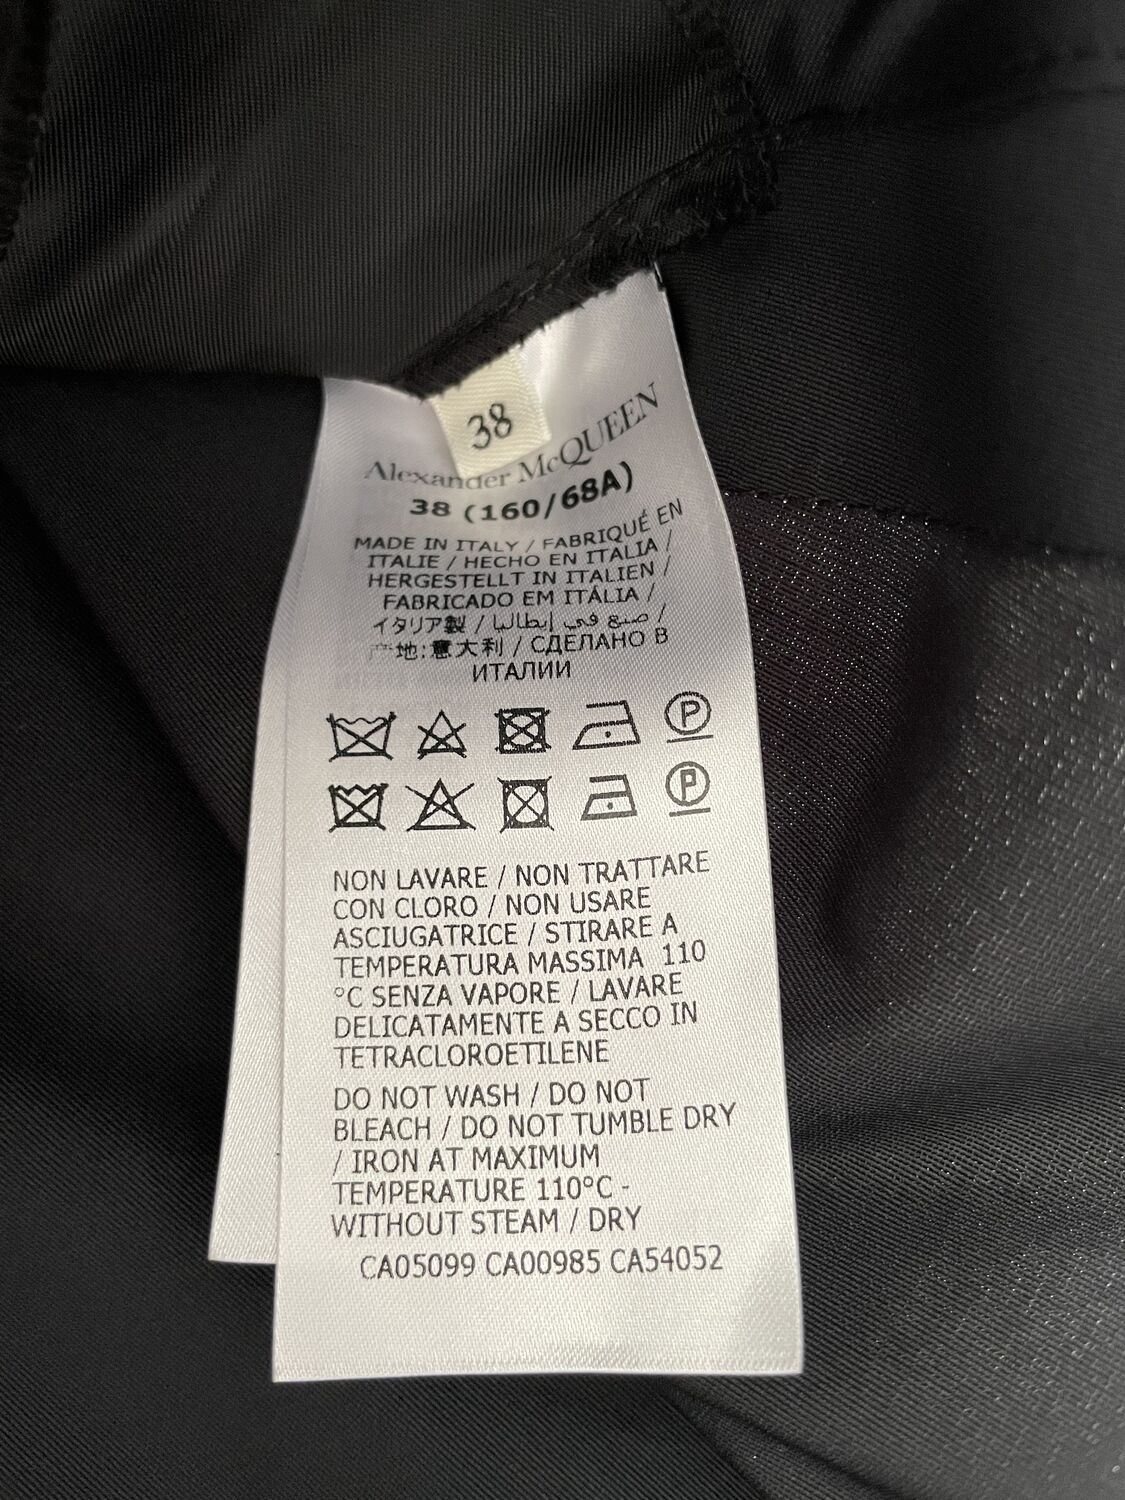 38
Alexander McQUEEN
38 (160/68A)
MADE IN ITALY / FABRIQUÉ EN
ITALIE / HECHO EN ITALIA /
HERGESTELLT IN ITALIEN /
FABRICADO EM ITÁLIA /
イタリア製 / صنع في إيطاليا /
产地:意大利 / СДЕЛАНО В
ИТАЛИИ
P
P
NON LAVARE / NON TRATTARE
CON CLORO / NON USARE
ASCIUGATRICE / STIRARE A
TEMPERATURA MASSIMA 110
°C SENZA VAPORE / LAVARE
DELICATAMENTE A SECCO IN
TETRACLOROETILENE
DO NOT WASH / DO NOT
BLEACH / DO NOT TUMBLE DRY
/ IRON AT MAXIMUM
TEMPERATURE 110°C -
WITHOUT STEAM / DRY
CA05099 CA00985 CA54052